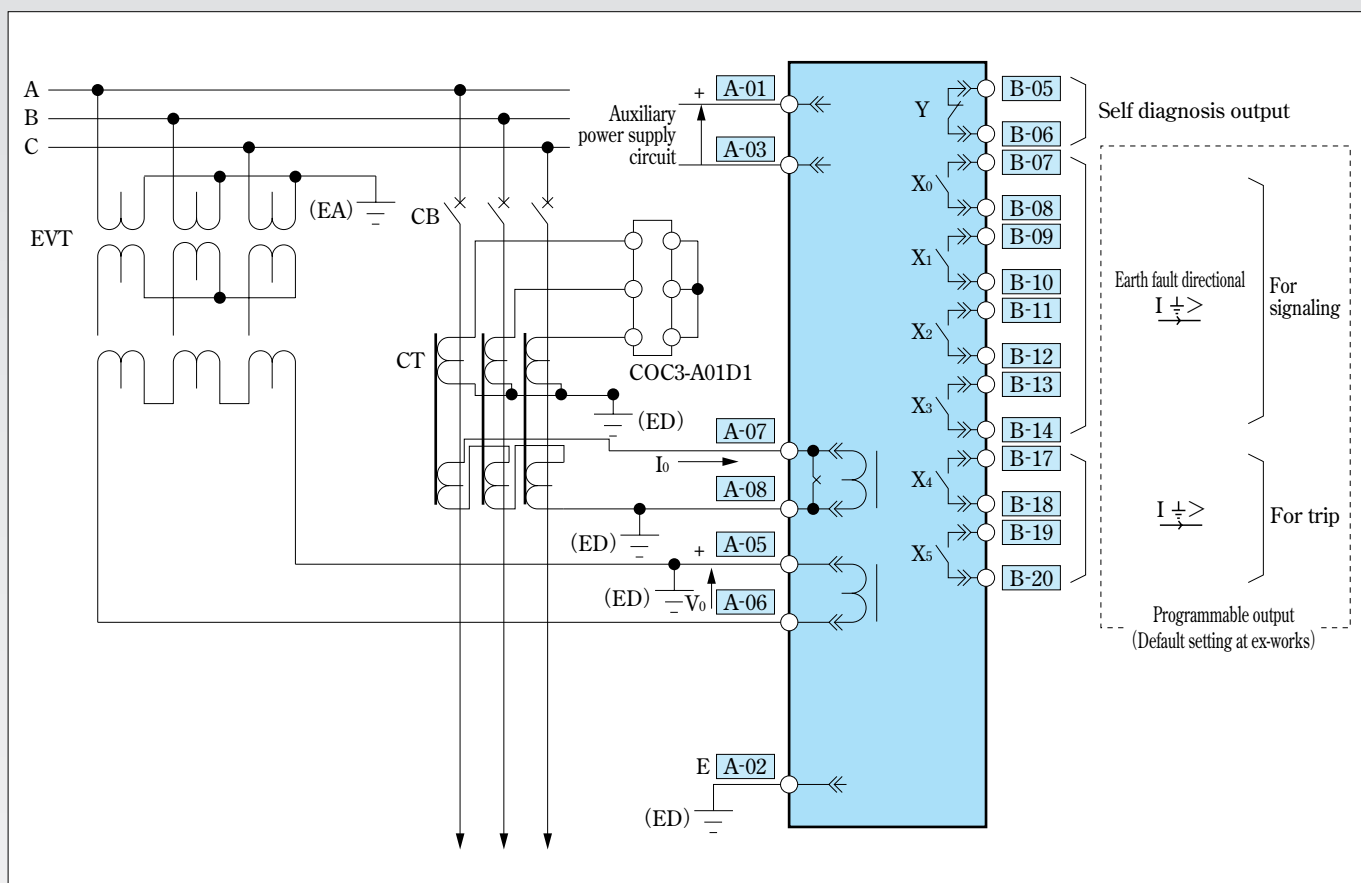 A
B
C
EVT
(EA)
CB
CT
COC3-A01D1
(ED)
Auxiliary
power supply
circuit
+
A-01
A-03
A-07
I0
A-08
(ED)
+
A-05
(ED)
V0
A-06
E
A-02
(ED)
Y
X0
X1
X2
X3
X4
X5
B-05
B-06
B-07
B-08
B-09
B-10
B-11
B-12
B-13
B-14
B-17
B-18
B-19
B-20
Self diagnosis output
Earth fault directional
I ⏚>
For
signaling
I ⏚>
For trip
Programmable output
(Default setting at ex-works)